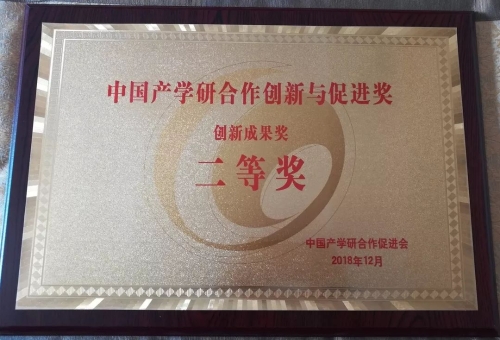 中国产学研合作创新与促进奖
创新成果奖
二等奖
中国产学研合作促进会
2018年12月